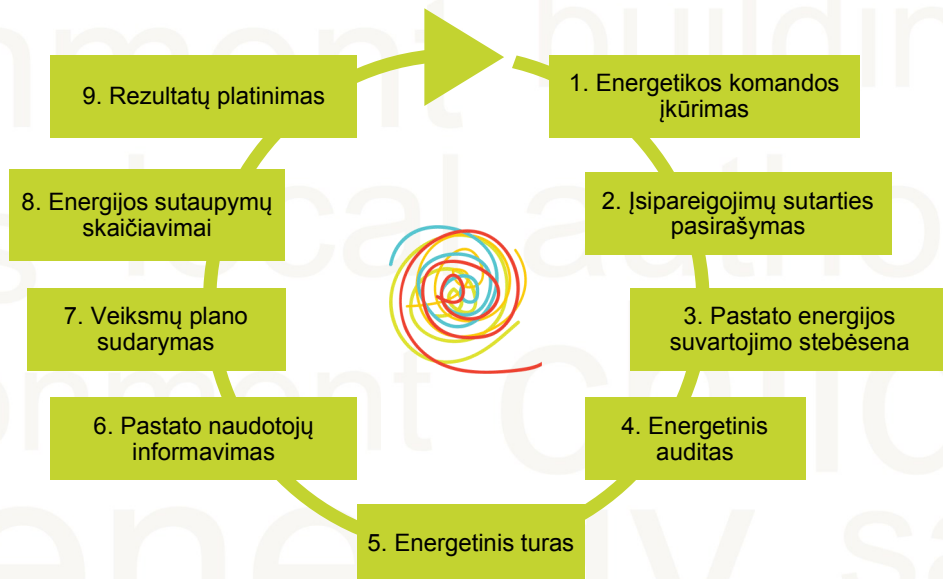 1. Energetikos komandos
įkūrimas
2. Įsipareigojimų sutarties
pasirašymas
3. Pastato energijos
suvartojimo stebėsena
4. Energetinis
auditas
5. Energetinis turas
6. Pastato naudotojų
informavimas
7. Veiksmų plano
sudarymas
8. Energijos sutaupymų
skaičiavimai
9. Rezultatų platinimas